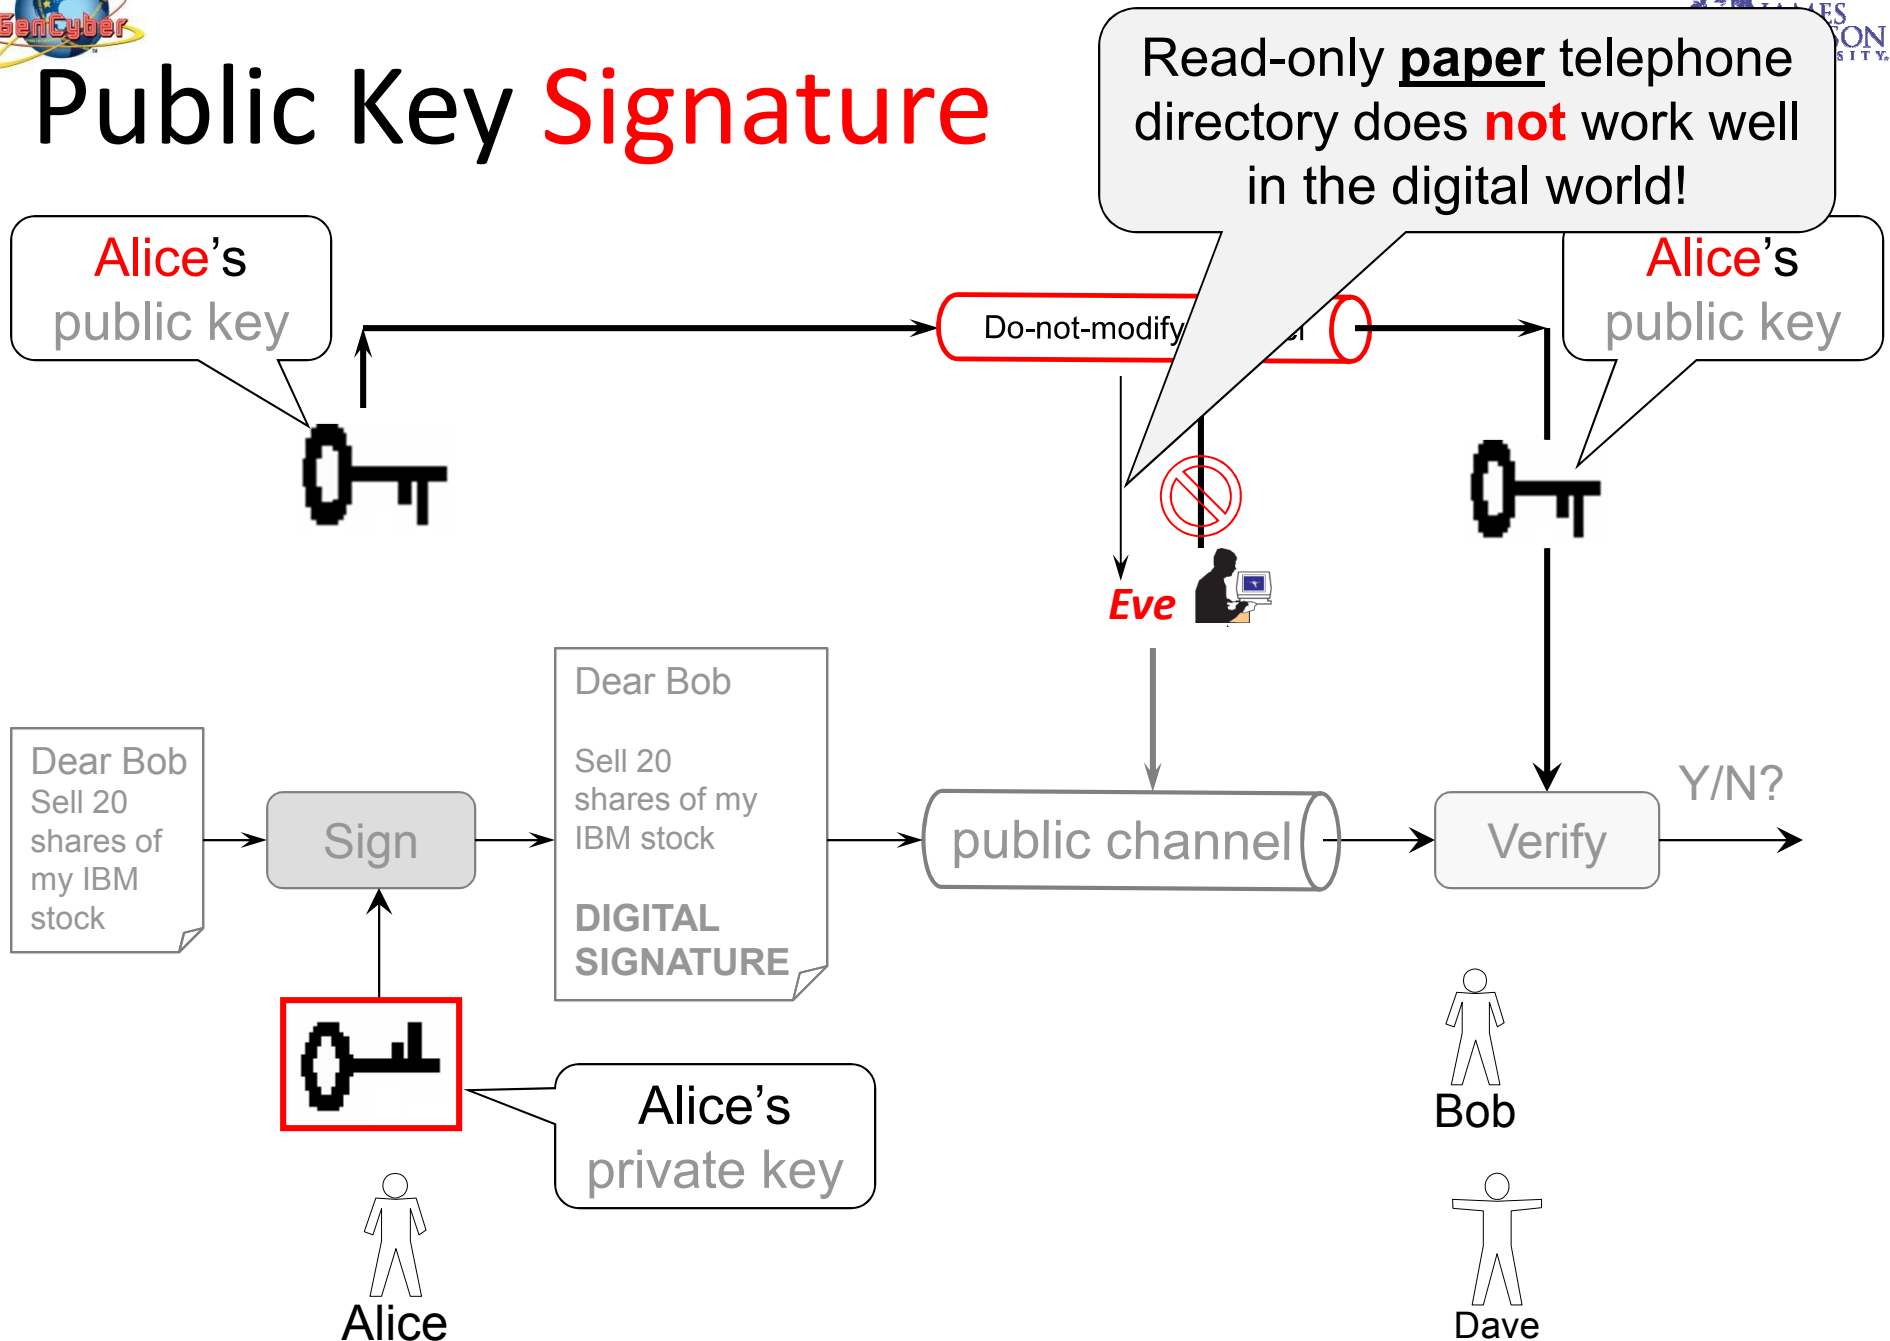 GenCyber
Public Key Signature
Read-only paper telephone
directory does not work well
in the digital world!
Alice's
public key
Alice's
public key
Do-not-modify
Eve
Dear Bob
Sell 20
shares of
my IBM
stock
Sign
Dear Bob
Sell 20
shares of my
IBM stock
DIGITAL
SIGNATURE
public channel
Verify
Y/N?
Alice's
private key
Alice
Bob
Dave